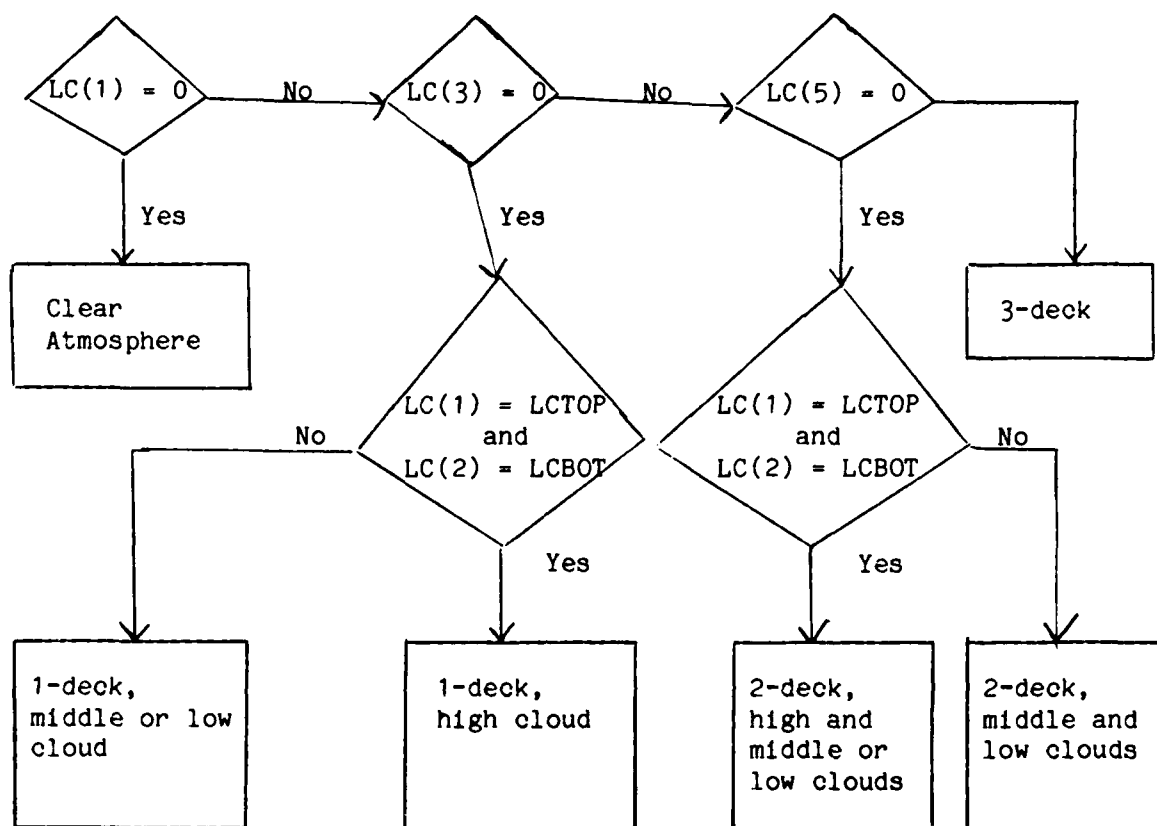 LC(1) = 0
No
LC(3) = 0
No
LC(5) = 0
Yes
Yes
Yes
Clear
Atmosphere
3-deck
LC(1) = LCTOP
and
LC(2) = LCBOT
No
Yes
LC(1) = LCTOP
and
LC(2) = LCBOT
No
Yes
1-deck,
middle or low
cloud
1-deck,
high cloud
2-deck,
high and
middle or
low clouds
2-deck,
middle and
low clouds